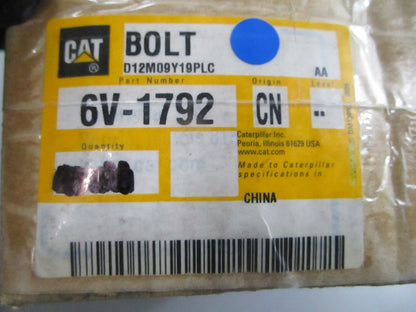 CAT ®
BOLT
D12M09Y19PLC
Part Number
Origin
AA
Level
6V-1792
CN
--
Quantity
Caterpillar Inc.
Peoria, Illinois 61629 USA
www.cat.com
Made to Caterpillar
specifications in.
CHINA